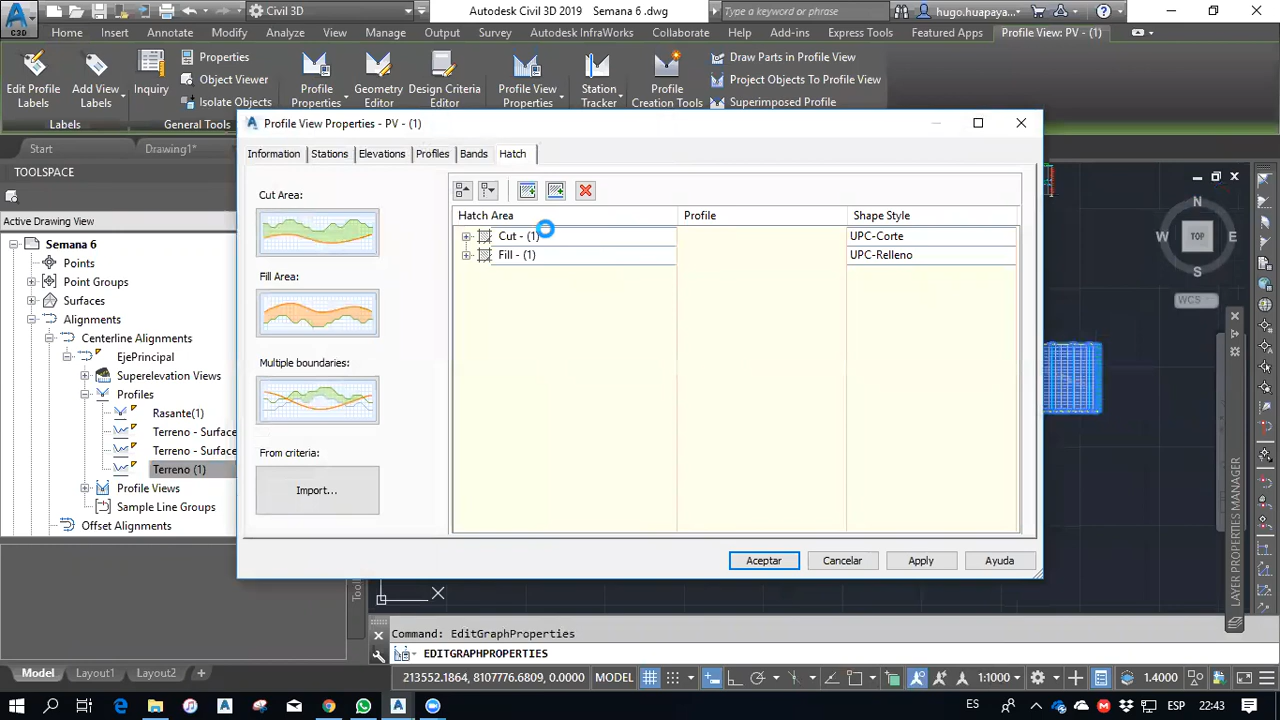 C3D
Civil 3D
Autodesk Civil 3D 2019 Semana 6 .dwg
Type a keyword or phrase
hugo.huapaya...
Home Insert Annotate Modify Analyze View Manage Output Survey Autodesk InfraWorks Collaborate Help Add-ins Express Tools Featured Apps Profile View: PV - (1)
Edit Profile Labels
Add View Labels
Inquiry
Properties
Object Viewer
Isolate Objects
Profile Properties
Geometry Editor
Design Criteria Editor
Profile View Properties
Station Tracker
Profile Creation Tools
Draw Parts in Profile View
Project Objects To Profile View
Superimposed Profile
Labels
General Tools
Start
Drawing1*
Profile View Properties - PV - (1)
Information Stations Elevations Profiles Bands Hatch
Cut Area:
Fill Area:
Multiple boundaries:
From criteria:
Import...
Hatch Area Profile Shape Style
Cut - (1) UPC-Corte
Fill - (1) UPC-Relleno
Aceptar Cancelar Apply Ayuda
TOOLSPACE
Active Drawing View
Semana 6
Points
Point Groups
Surfaces
Alignments
Centerline Alignments
EjePrincipal
Superelevation Views
Profiles
Rasante(1)
Terreno - Surface
Terreno - Surface
Terreno (1)
Profile Views
Sample Line Groups
Offset Alignments
N
W TOP E
S
WCS
LAYER PROPERTIES MANAGER
Command: EditGraphProperties
EDITGRAPHPROPERTIES
Model Layout1 Layout2 +
213552.1864, 8107776.6809, 0.0000 MODEL 1:1000 1.4000
ES ESP 22:43